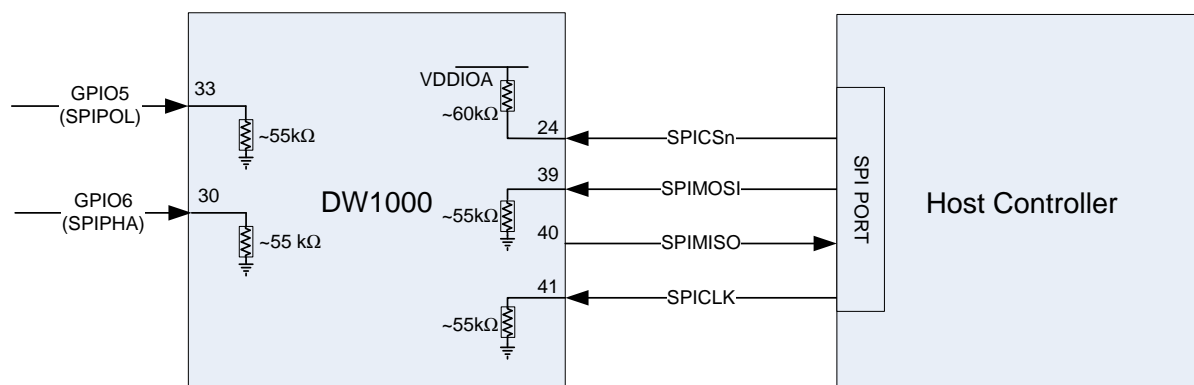 GPIO5
(SPIPOL)
33
~55kΩ
GPIO6
(SPIPHA)
30
~55 kΩ
DW1000
VDDIOA
~60kΩ
24
SPICSn
39
SPIMOSI
~55kΩ
40
SPIMISO
41
SPICLK
~55kΩ
SPI PORT
Host Controller